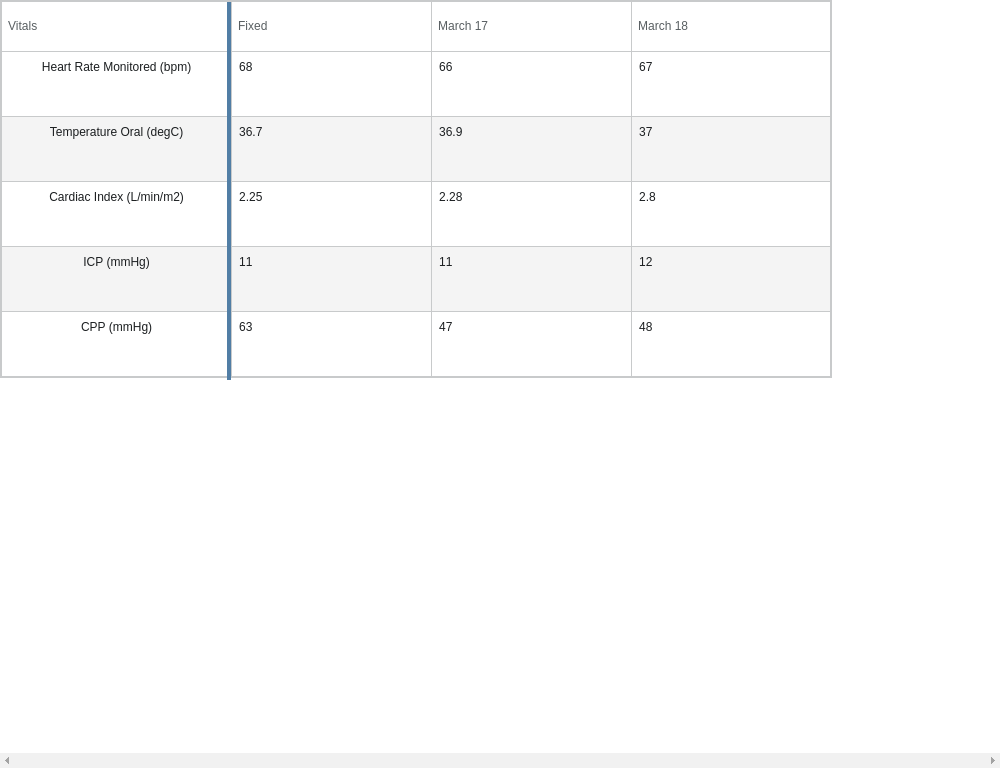 Vitals Fixed March 17 March 18
Heart Rate Monitored (bpm) 68 66 67
Temperature Oral (degC) 36.7 36.9 37
Cardiac Index (L/min/m2) 2.25 2.28 2.8
ICP (mmHg) 11 11 12
CPP (mmHg) 63 47 48